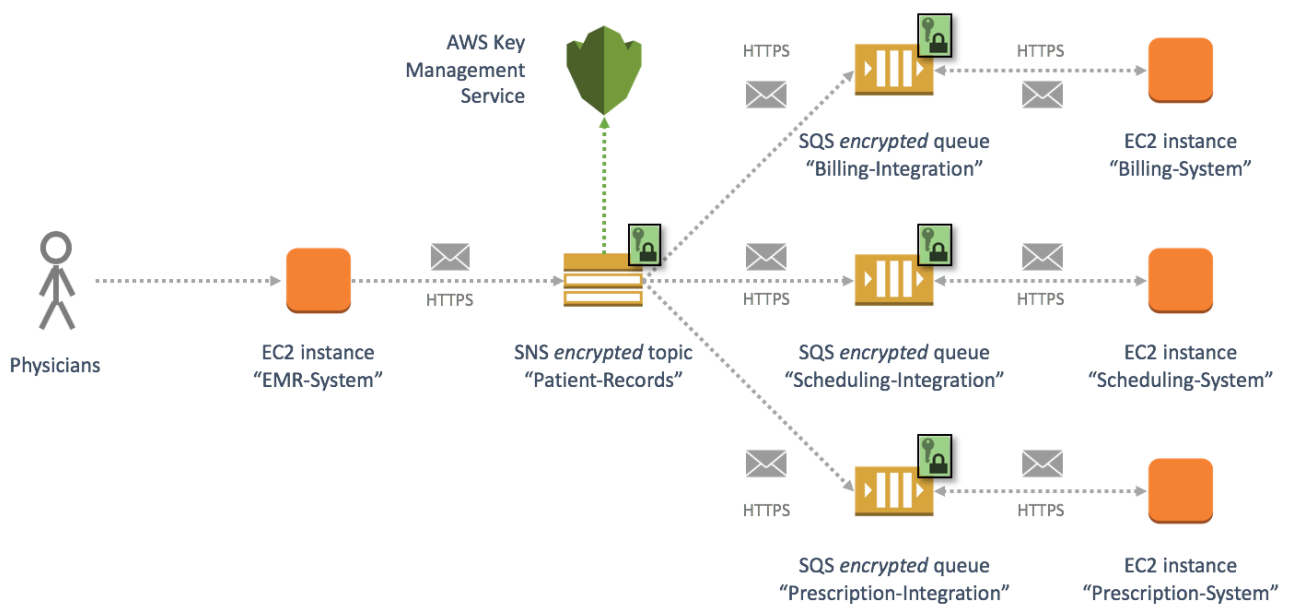 AWS Key
Management
Service
HTTPS
HTTPS
SQS encrypted queue
“Billing-Integration”
EC2 instance
“Billing-System”
Physicians
EC2 instance
“EMR-System”
HTTPS
SNS encrypted topic
“Patient-Records”
HTTPS
SQS encrypted queue
“Scheduling-Integration”
HTTPS
EC2 instance
“Scheduling-System”
HTTPS
SQS encrypted queue
“Prescription-Integration”
HTTPS
EC2 instance
“Prescription-System”